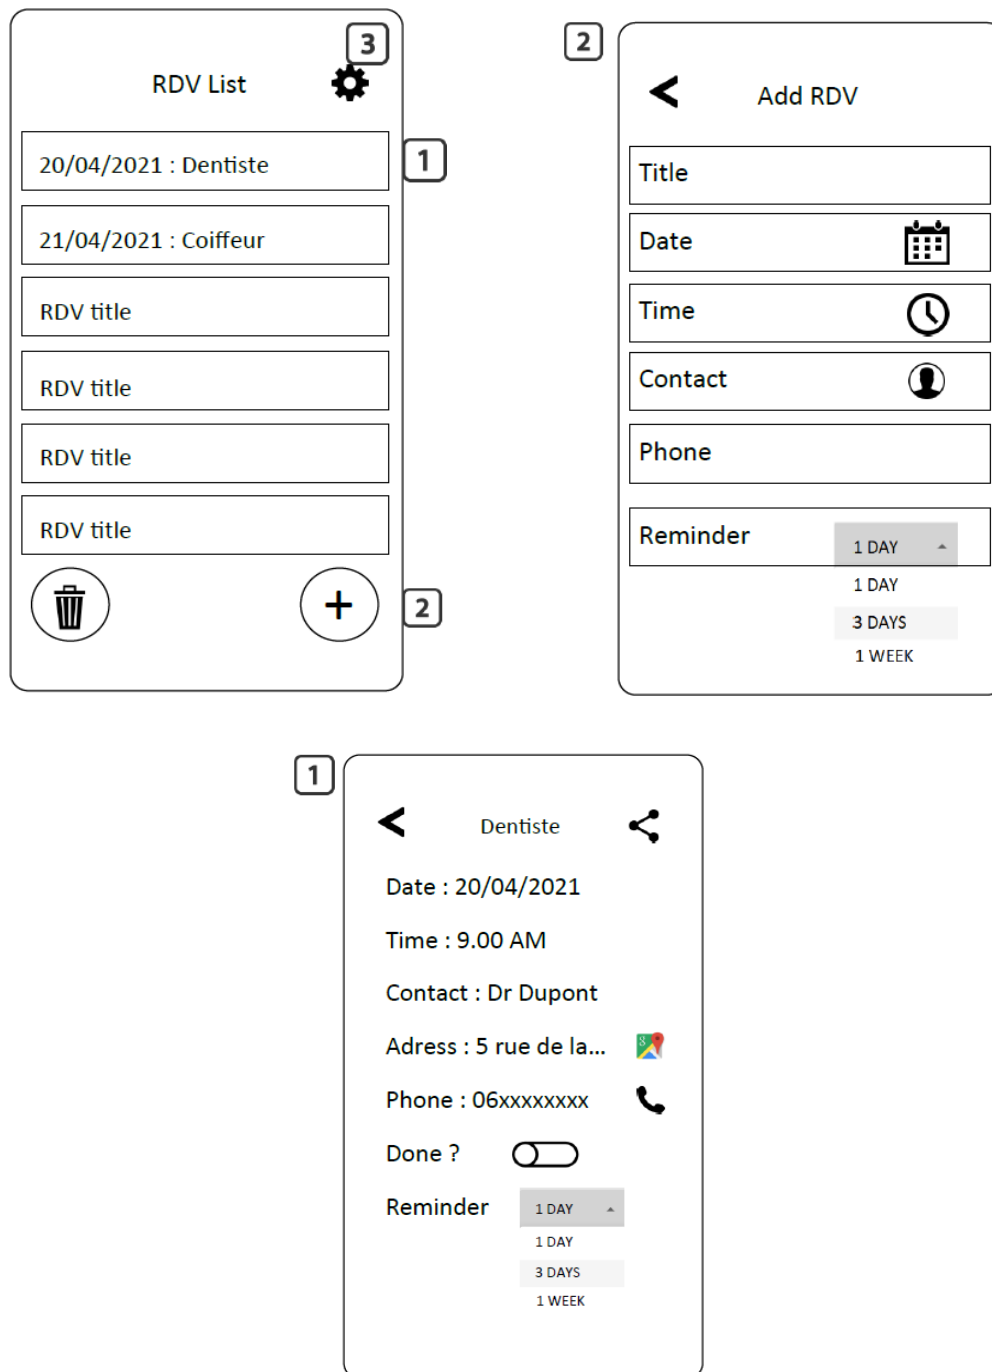 3
RDV List
20/04/2021 : Dentiste
1
21/04/2021 : Coiffeur
RDV title
RDV title
RDV title
RDV title
+
2
2
< Add RDV
Title
Date
Time
Contact
Phone
Reminder 1 DAY
1 DAY
3 DAYS
1 WEEK
1
< Dentiste
Date : 20/04/2021
Time : 9.00 AM
Contact : Dr Dupont
Adress : 5 rue de la...
Phone : 06xxxxxxxx
Done ?
Reminder 1 DAY
1 DAY
3 DAYS
1 WEEK